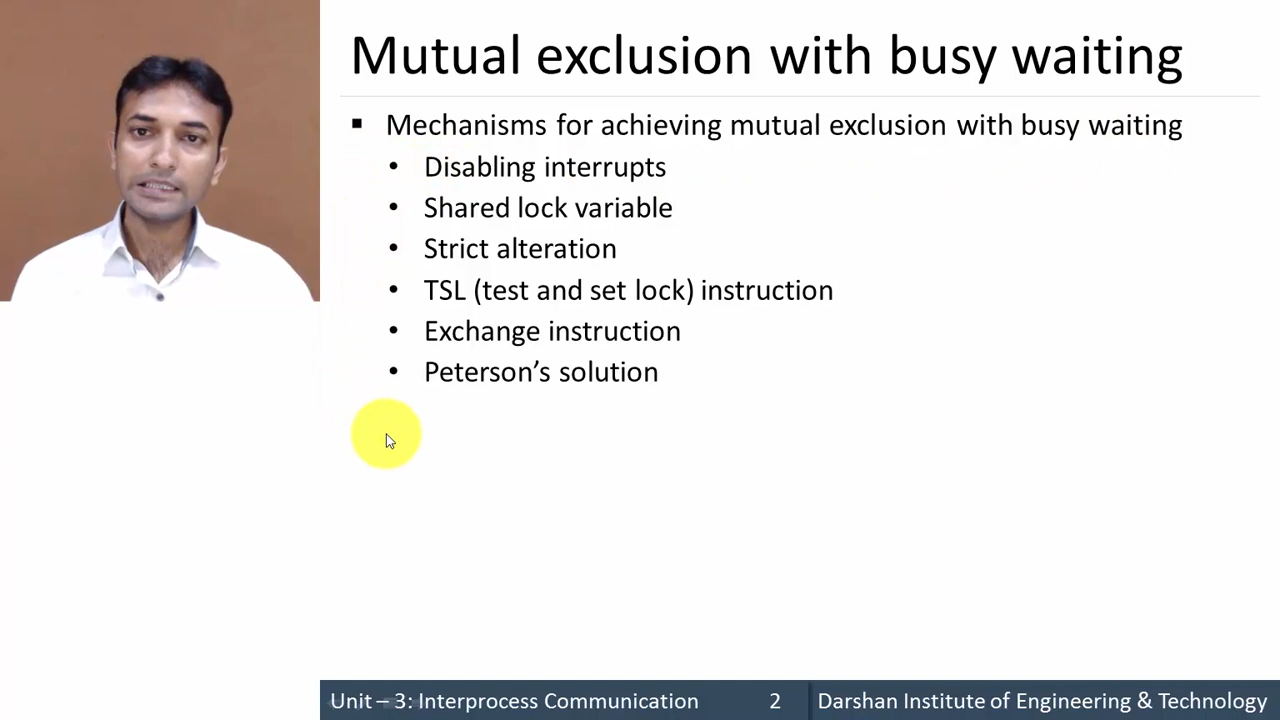 Mutual exclusion with busy waiting
▪ Mechanisms for achieving mutual exclusion with busy waiting
• Disabling interrupts
• Shared lock variable
• Strict alteration
• TSL (test and set lock) instruction
• Exchange instruction
• Peterson’s solution
Unit – 3: Interprocess Communication 2 Darshan Institute of Engineering & Technology